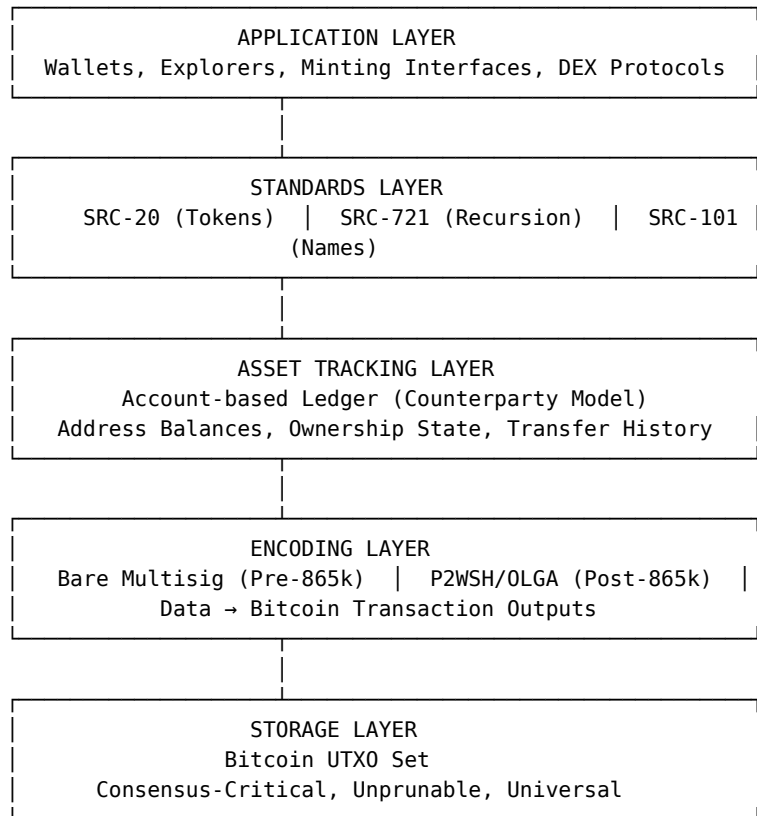 APPLICATION LAYER
Wallets, Explorers, Minting Interfaces, DEX Protocols
STANDARDS LAYER
SRC-20 (Tokens) │ SRC-721 (Recursion) │ SRC-101
(Names)
ASSET TRACKING LAYER
Account-based Ledger (Counterparty Model)
Address Balances, Ownership State, Transfer History
ENCODING LAYER
Bare Multisig (Pre-865k) │ P2WSH/OLGA (Post-865k) │
Data → Bitcoin Transaction Outputs
STORAGE LAYER
Bitcoin UTXO Set
Consensus-Critical, Unprunable, Universal